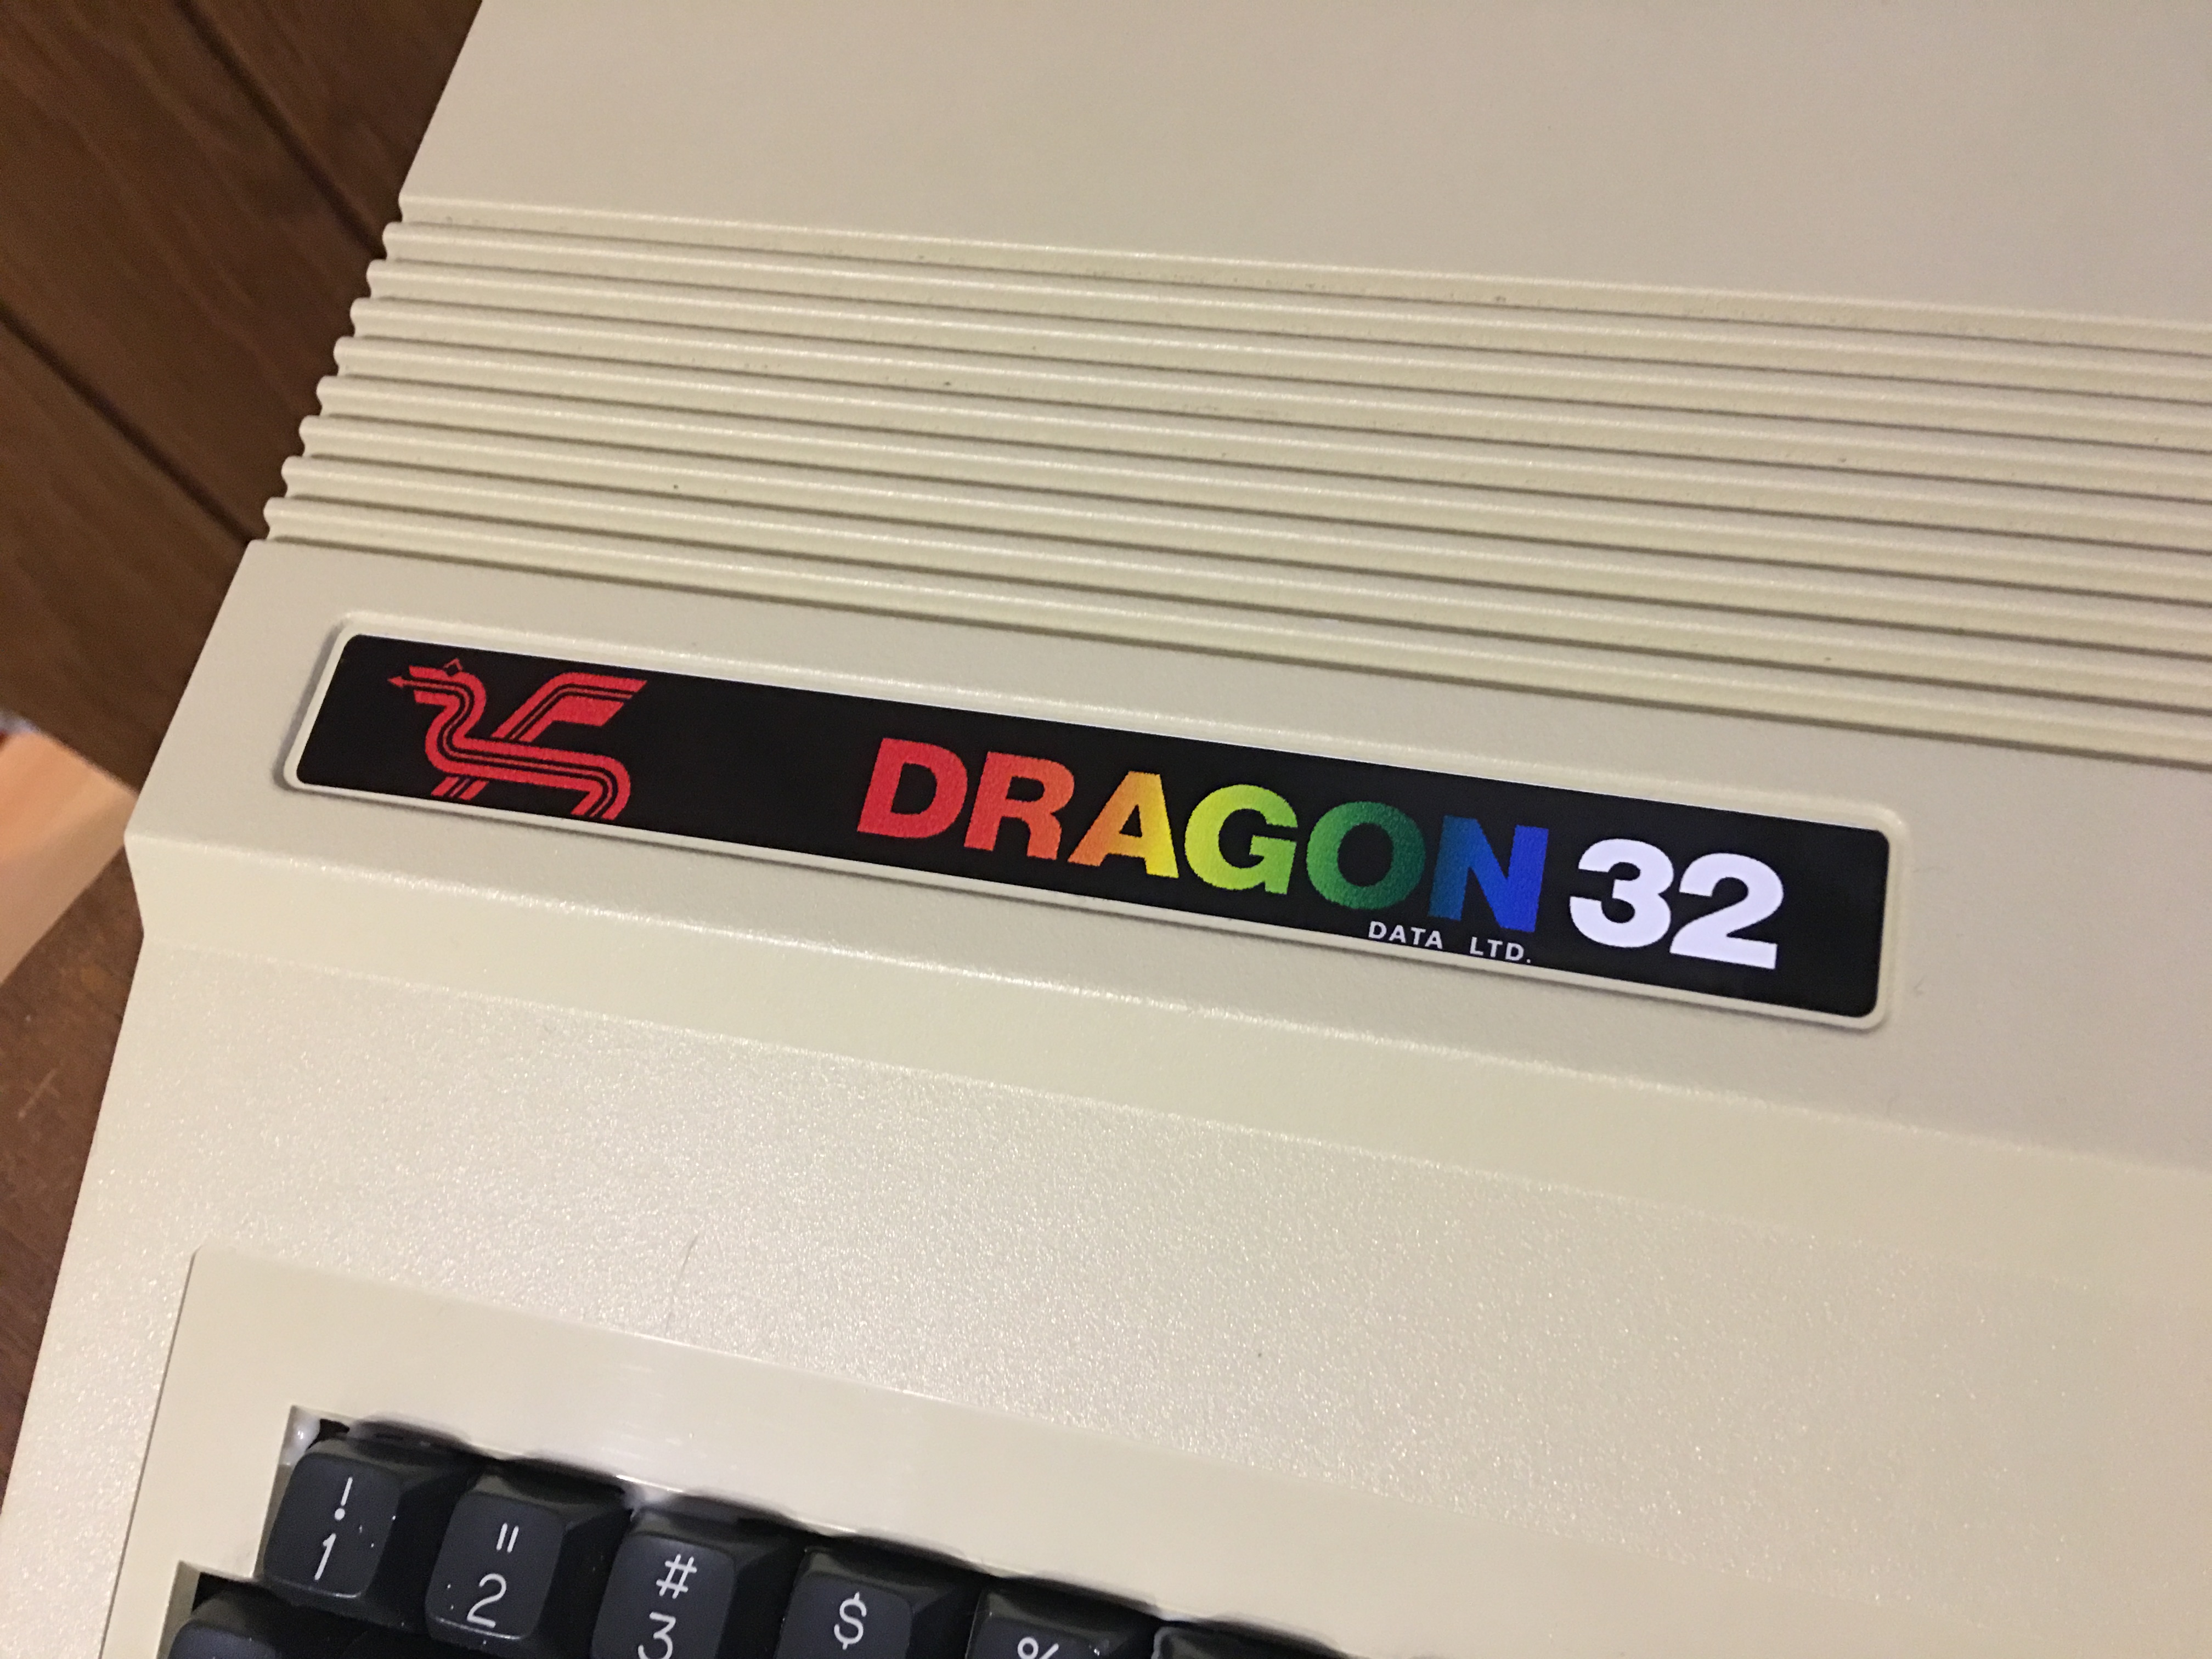 DRAGON 32
DATA LTD.
! " # $ %
1 2 3